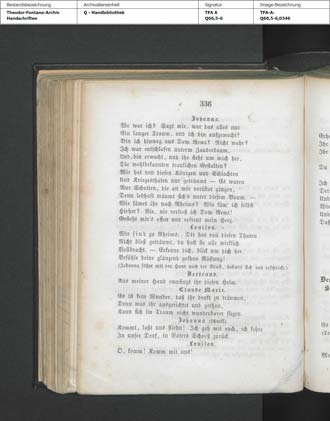 Bestandsbezeichnung
Archivalieneinheit
Signatur
Image-Bezeichnung
Theodor-Fontane-Archiv
Handschriften
Q - Handbibliothek
TFA A
Q66,5-6
TFA-A-
Q66,5-6,0346
336
Johanna.
Wo war ich? Sagt mir, war das alles nur
Ein langer Traum, und ich bin aufgewacht?
Bin ich hinweg aus Dom Remi? Nicht wahr?
Ich war entschlafen unterm Zauberbaum,
Und bin erwacht, und ihr steht um mich her,
Die wohlbekannten traulichen Gestalten?
Mir hat von diesen Königen und Schlachten
Und Kriegesthaten nur geträumt — Es waren
Nur Schatten, die an mir vorüber gingen,
Denn lebhaft träumt sich's unter diesem Baum. —
Wie kämet ihr nach Rheims? Wie käm' ich selbst
Hieher? Nie, nie verließ ich Dom Remi!
Gesteht mir's offen und erfreut mein Herz.
Louison.
Wir sind zu Rheims. Dir hat von diesen Thaten
Nicht bloß geträumt, du hast sie alle wirklich
Vollbracht. — Erkenne dich, blick um dich her
Befühle deine glänzend goldne Rüstung!
(Johanna fährt mit der Hand nach der Brust, besinnt sich und erschrickt.)
Bertrand.
Aus meiner Hand empfingt ihr diesen Helm.
Claude Marie.
Es ist kein Wunder, daß ihr denkt zu träumen,
Denn was ihr ausgerichtet und gethan,
Kann sich im Traum nicht wunderbarer fügen.
Johanna (schnell).
Kommt, laßt uns fliehn! Ich geh mit euch, ich kehre
In unser Dorf, in Vaters Schooß zurück.
Louison.
O, komm! Komm mit uns!